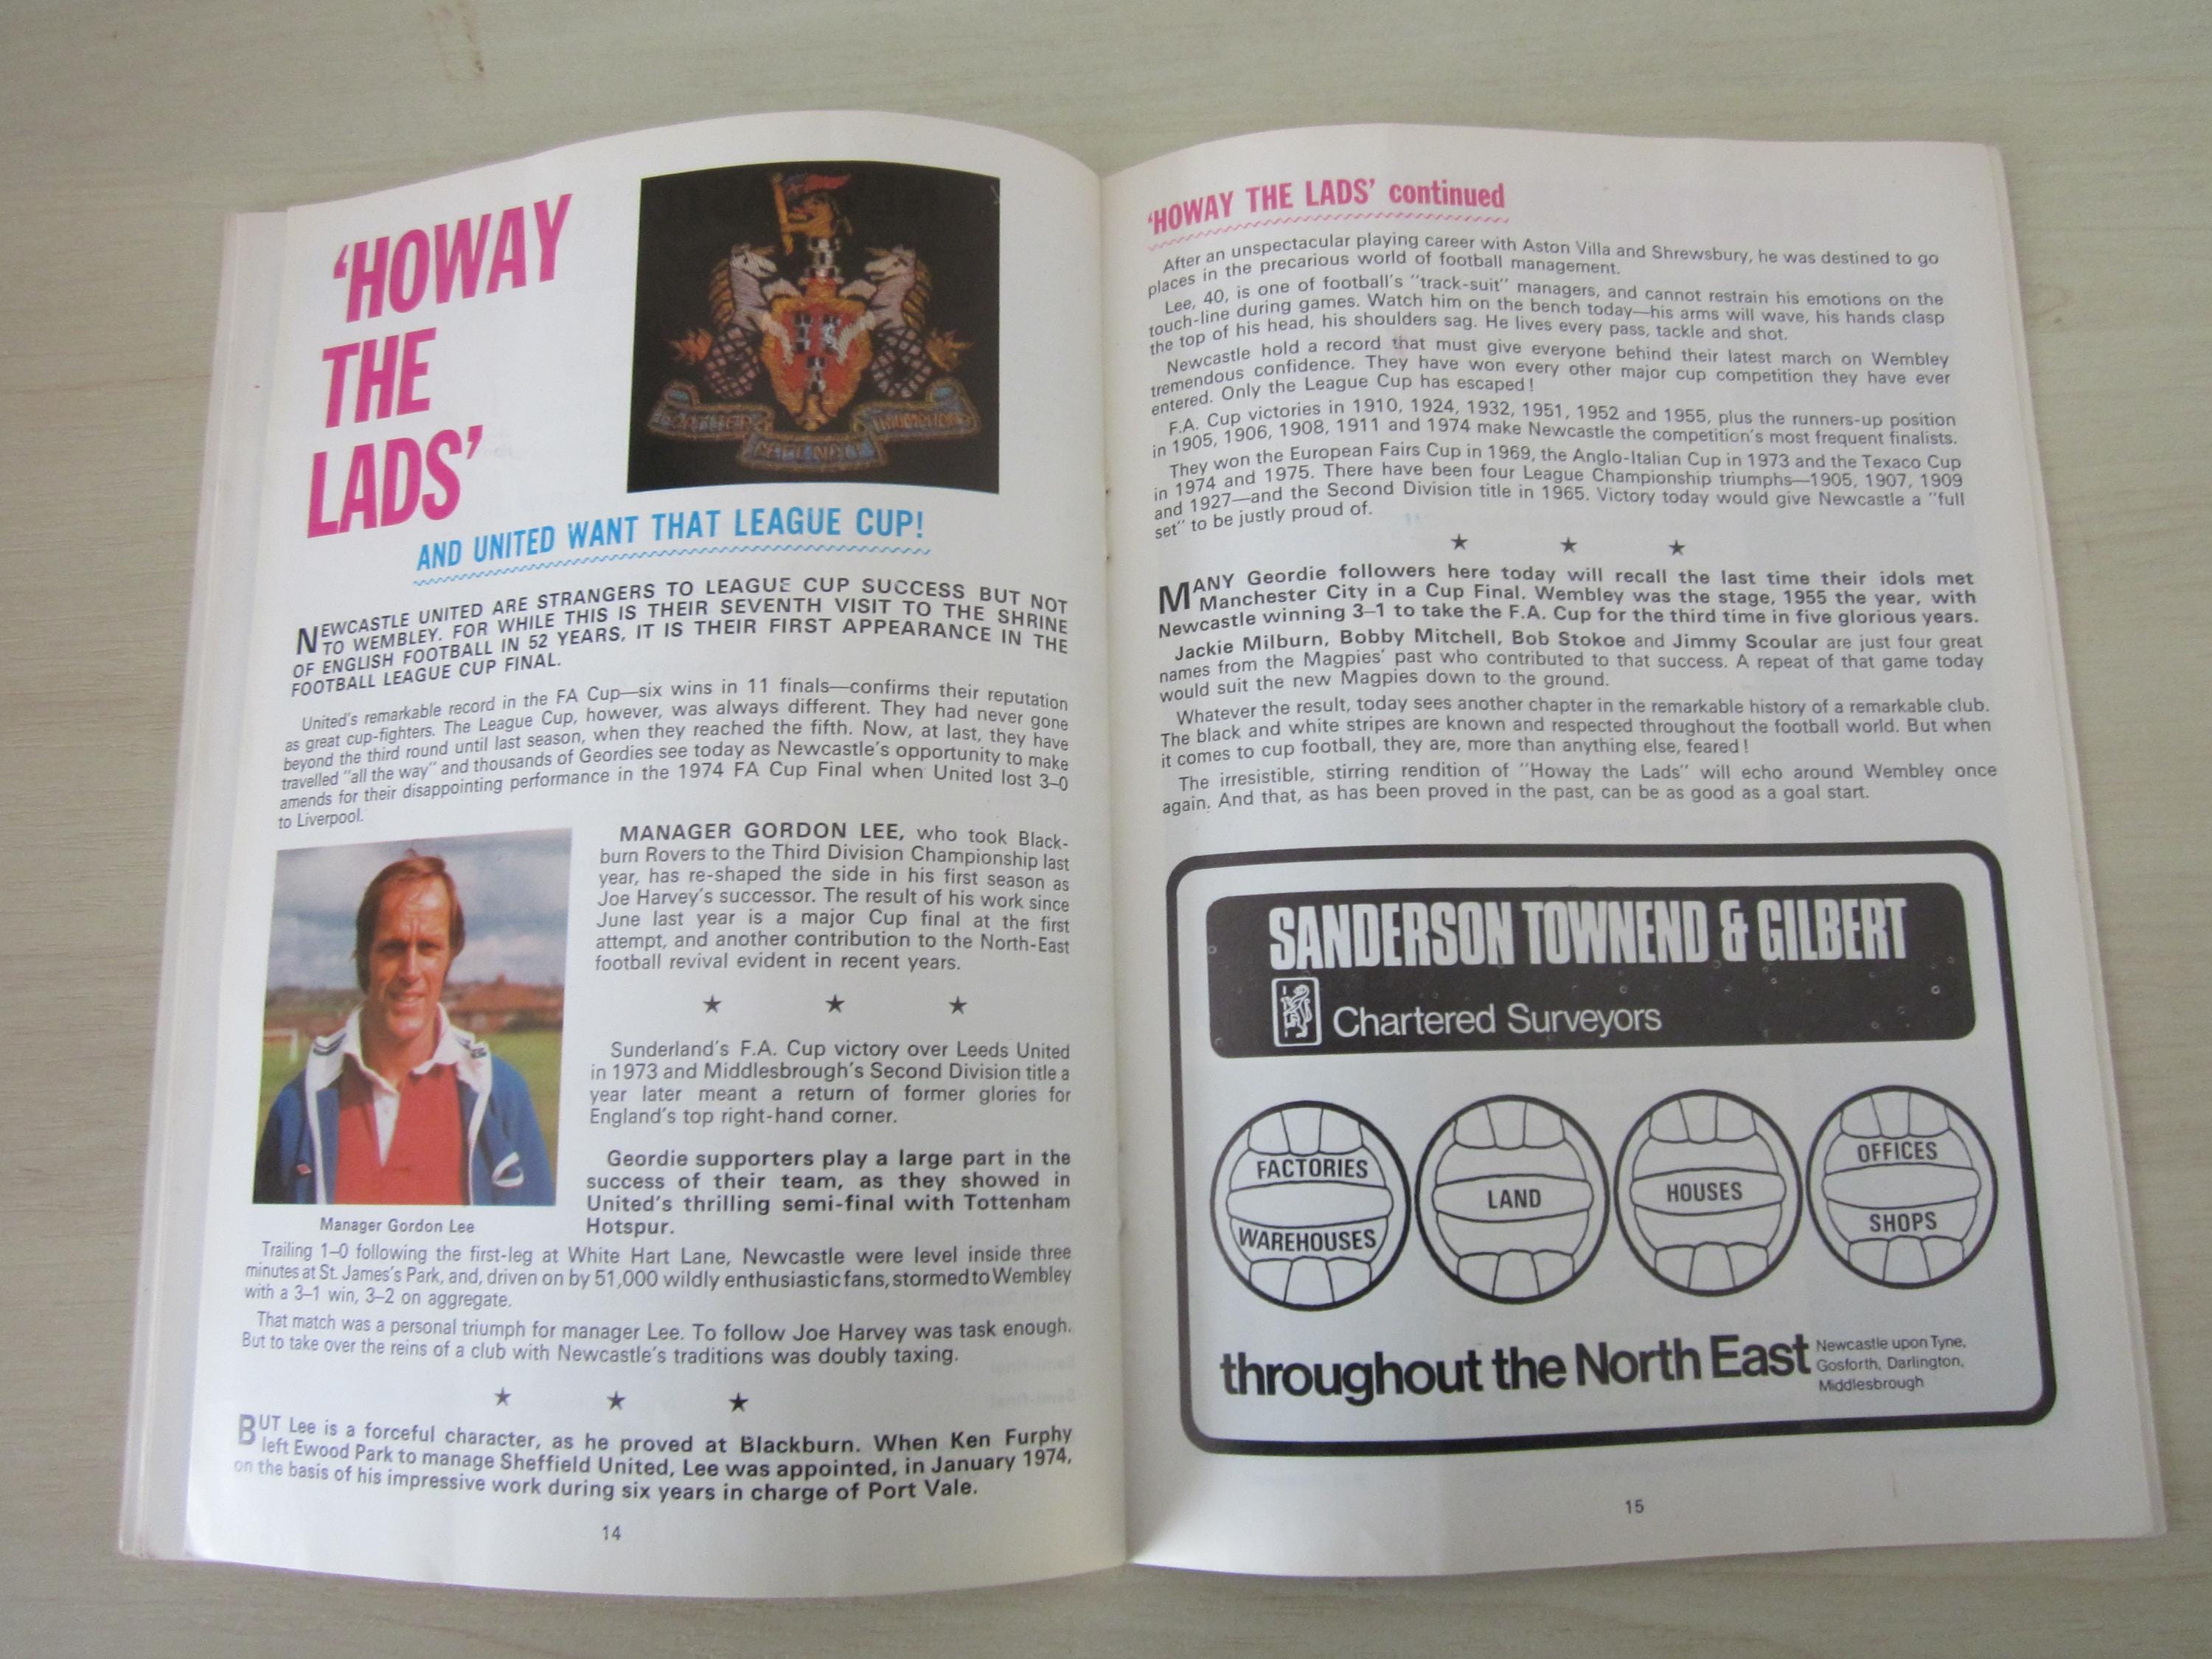 'HOWAY
THE
LADS'
AND UNITED WANT THAT LEAGUE CUP!
NEWCASTLE UNITED ARE STRANGERS TO LEAGUE CUP SUCCESS BUT NOT
TO WEMBLEY. FOR WHILE THIS IS THEIR SEVENTH VISIT TO THE SHRINE
OF ENGLISH FOOTBALL IN 52 YEARS, IT IS THEIR FIRST APPEARANCE IN THE
FOOTBALL LEAGUE CUP FINAL.
United's remarkable record in the FA Cup—six wins in 11 finals—confirms their reputation
as great cup-fighters. The League Cup, however, was always different. They had never gone
beyond the third round until last season, when they reached the fifth. Now, at last, they have
travelled "all the way" and thousands of Geordies see today as Newcastle's opportunity to make
amends for their disappointing performance in the 1974 FA Cup Final when United lost 3–0
to Liverpool.
MANAGER GORDON LEE, who took Black-
burn Rovers to the Third Division Championship last
year, has re-shaped the side in his first season as
Joe Harvey's successor. The result of his work since
June last year is a major Cup final at the first
attempt, and another contribution to the North-East
football revival evident in recent years.
★ ★ ★
Sunderland's F.A. Cup victory over Leeds United
in 1973 and Middlesbrough's Second Division title a
year later meant a return of former glories for
England's top right-hand corner.
Geordie supporters play a large part in the
success of their team, as they showed in
United's thrilling semi-final with Tottenham
Hotspur.
Manager Gordon Lee
Trailing 1–0 following the first-leg at White Hart Lane, Newcastle were level inside three
minutes at St. James's Park, and, driven on by 51,000 wildly enthusiastic fans, stormed to Wembley
with a 3–1 win, 3–2 on aggregate.
That match was a personal triumph for manager Lee. To follow Joe Harvey was task enough.
But to take over the reins of a club with Newcastle's traditions was doubly taxing.
★ ★ ★
BUT Lee is a forceful character, as he proved at Blackburn. When Ken Furphy
left Ewood Park to manage Sheffield United, Lee was appointed, in January 1974,
on the basis of his impressive work during six years in charge of Port Vale.
14
'HOWAY THE LADS' continued
After an unspectacular playing career with Aston Villa and Shrewsbury, he was destined to go
places in the precarious world of football management.
Lee, 40, is one of football's "track-suit" managers, and cannot restrain his emotions on the
touch-line during games. Watch him on the bench today—his arms will wave, his hands clasp
the top of his head, his shoulders sag. He lives every pass, tackle and shot.
Newcastle hold a record that must give everyone behind their latest march on Wembley
tremendous confidence. They have won every other major cup competition they have ever
entered. Only the League Cup has escaped!
F.A. Cup victories in 1910, 1924, 1932, 1951, 1952 and 1955, plus the runners-up position
in 1905, 1906, 1908, 1911 and 1974 make Newcastle the competition's most frequent finalists.
They won the European Fairs Cup in 1969, the Anglo-Italian Cup in 1973 and the Texaco Cup
in 1974 and 1975. There have been four League Championship triumphs—1905, 1907, 1909
and 1927—and the Second Division title in 1965. Victory today would give Newcastle a "full
set" to be justly proud of.
★ ★ ★
MANY Geordie followers here today will recall the last time their idols met
Manchester City in a Cup Final. Wembley was the stage, 1955 the year, with
Newcastle winning 3–1 to take the F.A. Cup for the third time in five glorious years.
Jackie Milburn, Bobby Mitchell, Bob Stokoe and Jimmy Scoular are just four great
names from the Magpies' past who contributed to that success. A repeat of that game today
would suit the new Magpies down to the ground.
Whatever the result, today sees another chapter in the remarkable history of a remarkable club.
The black and white stripes are known and respected throughout the football world. But when
it comes to cup football, they are, more than anything else, feared!
The irresistible, stirring rendition of "Howay the Lads" will echo around Wembley once
again. And that, as has been proved in the past, can be as good as a goal start.
SANDERSON TOWNEND & GILBERT
Chartered Surveyors
FACTORIES
WAREHOUSES
LAND
HOUSES
OFFICES
SHOPS
throughout the North East
Newcastle upon Tyne,
Gosforth, Darlington,
Middlesbrough
15